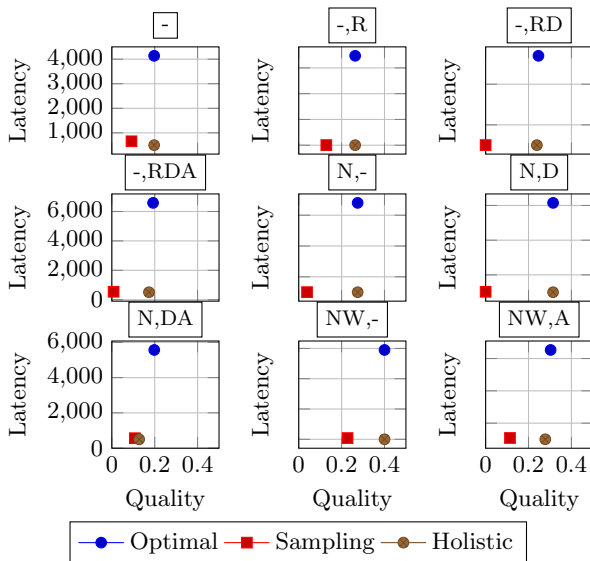 - -,R -,RD
Latency 4,000 3,000 2,000 1,000 Latency Latency
-,RDA N,- N,D
Latency 6,000 4,000 2,000 0 Latency Latency
N,DA NW,- NW,A
Latency 6,000 4,000 2,000 0 Latency Latency
0 0.2 0.4 0 0.2 0.4 0 0.2 0.4
Quality Quality Quality
Optimal Sampling Holistic